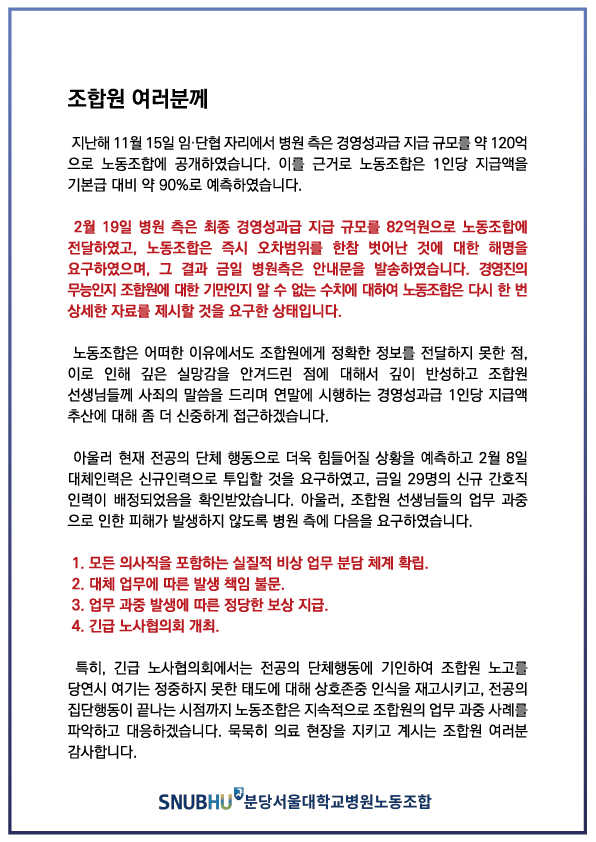 조합원 여러분께
지난해 11월 15일 임·단협 자리에서 병원 측은 경영성과급 지급 규모를 약 120억
으로 노동조합에 공개하였습니다. 이를 근거로 노동조합은 1인당 지급액을
기본급 대비 약 90%로 예측하였습니다.
2월 19일 병원 측은 최종 경영성과급 지급 규모를 82억원으로 노동조합에
전달하였고, 노동조합은 즉시 오차범위를 한참 벗어난 것에 대한 해명을
요구하였으며, 그 결과 금일 병원측은 안내문을 발송하였습니다. 경영진의
무능인지 조합원에 대한 기만인지 알 수 없는 수치에 대하여 노동조합은 다시 한 번
상세한 자료를 제시할 것을 요구한 상태입니다.
노동조합은 어떠한 이유에서도 조합원에게 정확한 정보를 전달하지 못한 점,
이로 인해 깊은 실망감을 안겨드린 점에 대해서 깊이 반성하고 조합원
선생님들께 사죄의 말씀을 드리며 연말에 시행하는 경영성과급 1인당 지급액
추산에 대해 좀 더 신중하게 접근하겠습니다.
아울러 현재 전공의 단체 행동으로 더욱 힘들어질 상황을 예측하고 2월 8일
대체인력은 신규인력으로 투입할 것을 요구하였고, 금일 29명의 신규 간호직
인력이 배정되었음을 확인받았습니다. 아울러, 조합원 선생님들의 업무 과중
으로 인한 피해가 발생하지 않도록 병원 측에 다음을 요구하였습니다.
1. 모든 의사직을 포함하는 실질적 비상 업무 분담 체계 확립.
2. 대체 업무에 따른 발생 책임 불문.
3. 업무 과중 발생에 따른 정당한 보상 지급.
4. 긴급 노사협의회 개최.
특히, 긴급 노사협의회에서는 전공의 단체행동에 기인하여 조합원 노고를
당연시 여기는 정중하지 못한 태도에 대해 상호존중 인식을 재고시키고, 전공의
집단행동이 끝나는 시점까지 노동조합은 지속적으로 조합원의 업무 과중 사례를
파악하고 대응하겠습니다. 묵묵히 의료 현장을 지키고 계시는 조합원 여러분
감사합니다.
SNUBHU 분당서울대학교병원노동조합